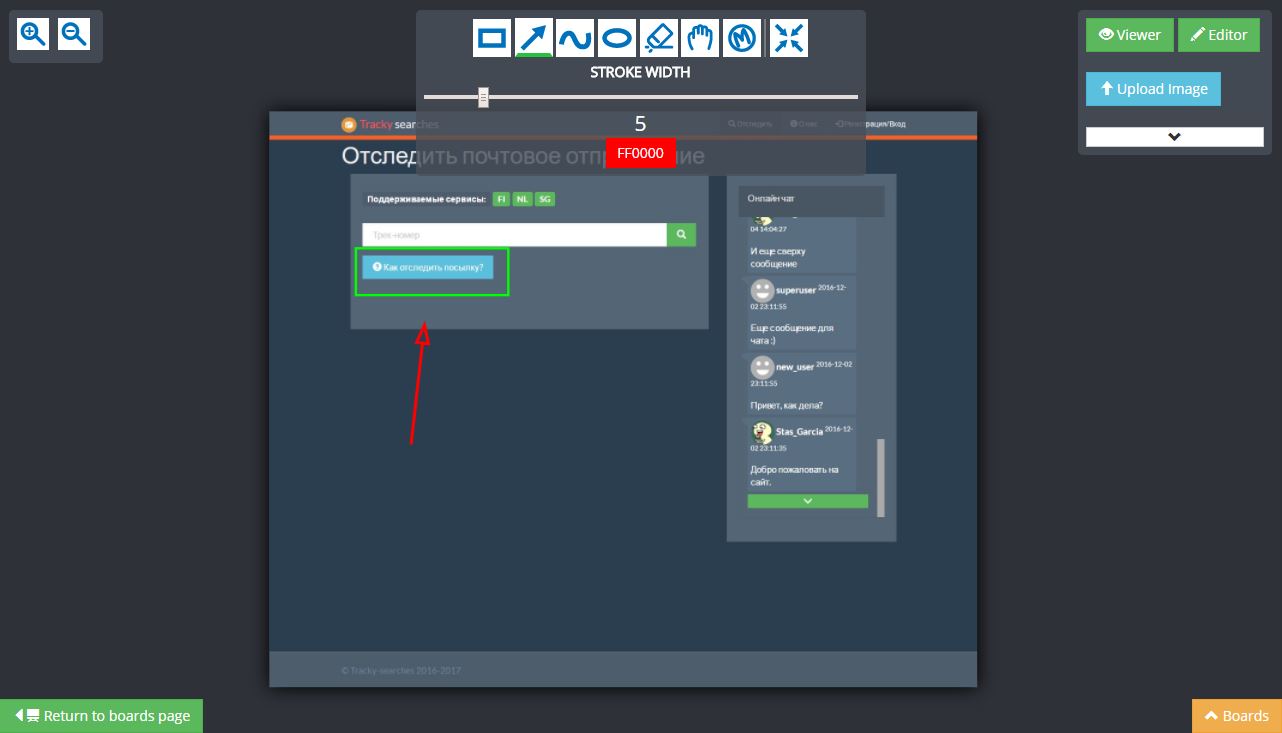 Viewer
Editor
STROKE WIDTH
Upload Image
5
FF0000
Tracky searches
Отследить
О нас
Регистрация/Вход
Отследить почтовое отправление
Поддерживаемые сервисы: FI NL SG
Трек-номер
Как отследить посылку?
Онлайн чат
04 14:04:27
И еще сверху
сообщение
superuser 2016-12-
02 23:11:55
Еще сообщение для
чата :)
new_user 2016-12-02
23:11:55
Привет, как дела?
Stas_Garcia 2016-12-
02 23:11:35
Добро пожаловать на
сайт.
© Tracky-searches 2016-2017
Return to boards page
Boards